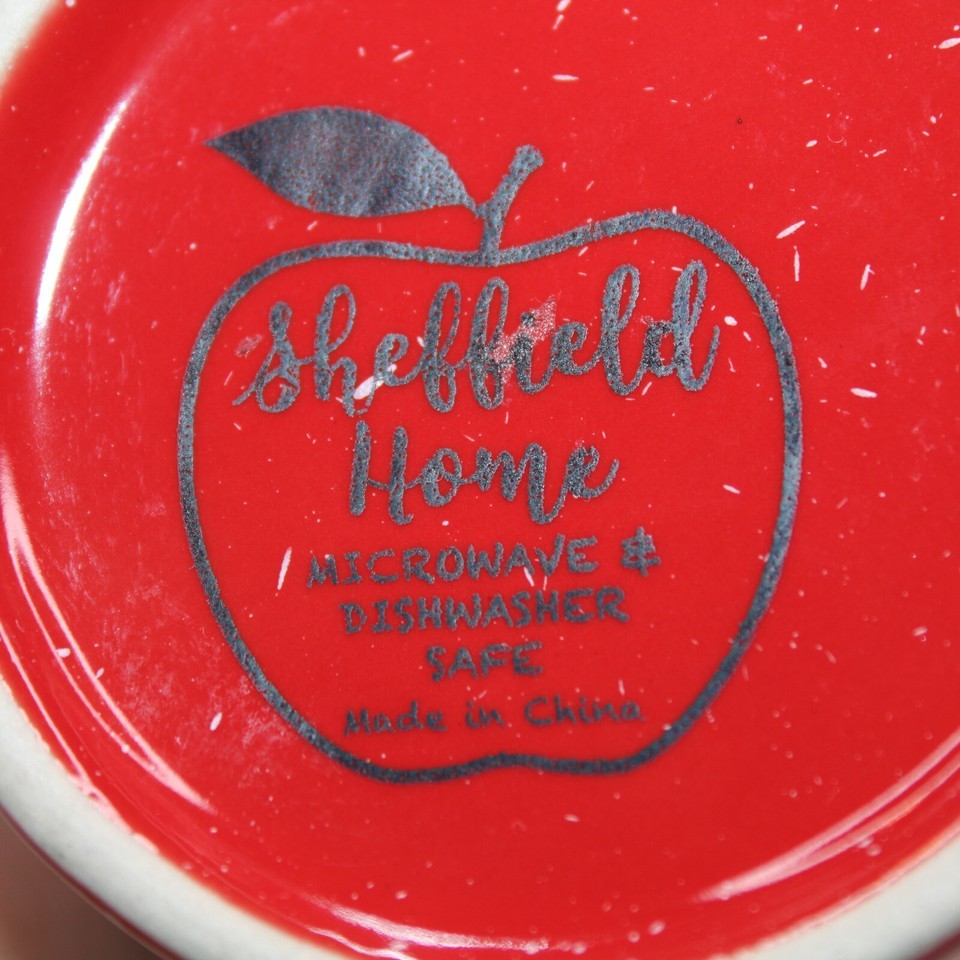 Sheffield
Home
MICROWAVE &
DISHWASHER
SAFE
Made in China